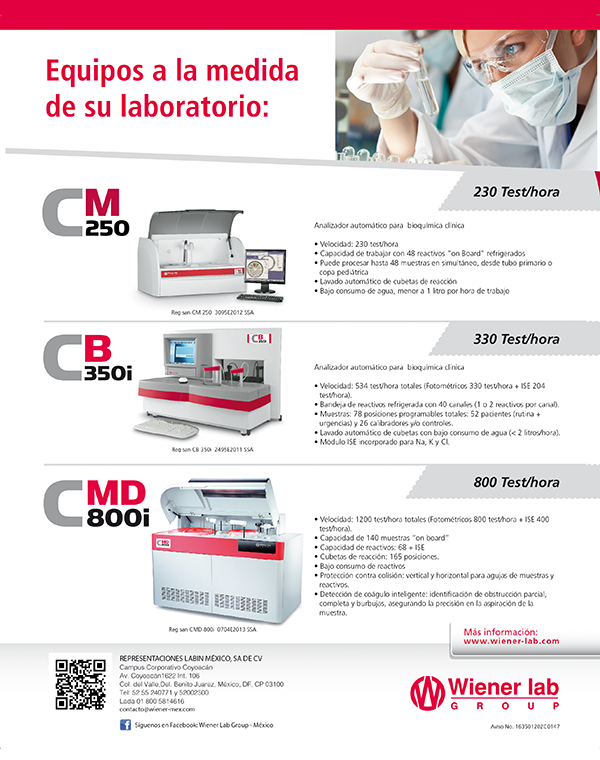 Equipos a la medida
de su laboratorio:
CM
250
230 Test/hora
Analizador automático para bioquímica clínica
• Velocidad: 230 test/hora
• Capacidad de trabajar con 48 reactivos "on Board" refrigerados
• Puede procesar hasta 48 muestras en simultáneo, desde tubo primario o
copa pediátrica
• Lavado automático de cubetas de reacción
• Bajo consumo de agua, menor a 1 litro por hora de trabajo
Reg san CM 250 3095E2012 SSA
CB
350i
CB
350i
330 Test/hora
Analizador automático para bioquímica clínica
• Velocidad: 534 test/hora totales (Fotométricos 330 test/hora + ISE 204
test/hora).
• Bandeja de reactivos refrigerada con 40 canales (1 o 2 reactivos por canal).
• Muestras: 78 posiciones programables totales: 52 pacientes (rutina +
urgencias) y 26 calibradores y/o controles.
• Lavado automático de cubetas con bajo consumo de agua (< 2 litros/hora).
• Módulo ISE incorporado para Na, K y Cl.
Reg san CB 350i 2495E2011 SSA
CMD
800i
800 Test/hora
• Velocidad: 1200 test/hora totales (Fotométricos 800 test/hora + ISE 400
test/hora).
• Capacidad de 140 muestras "on board"
• Capacidad de reactivos: 68 + ISE
• Cubetas de reacción: 165 posiciones.
• Bajo consumo de reactivos
• Protección contra colisión: vertical y horizontal para agujas de muestras y
reactivos.
• Detección de coágulo inteligente: identificación de obstrucción parcial,
completa y burbujas, asegurando la precisión en la aspiración de la
muestra.
Reg san CMD 800i 0704E2013 SSA
Más información:
www.wiener-lab.com
REPRESENTACIONES LABIN MÉXICO, SA DE CV
Campus Corporativo Coyoacán
Av. Coyoacán1622 Int. 106
Col. del Valle,Del. Benito Juarez, México, DF, CP 03100
Tel: 52 55 240771 y 52002500
Lada 01 800 5814616
contacto@wiener-mex.com
Síguenos en Facebook: Wiener Lab Group - México
Wiener lab
GROUP
Aviso No. 163501202C0147